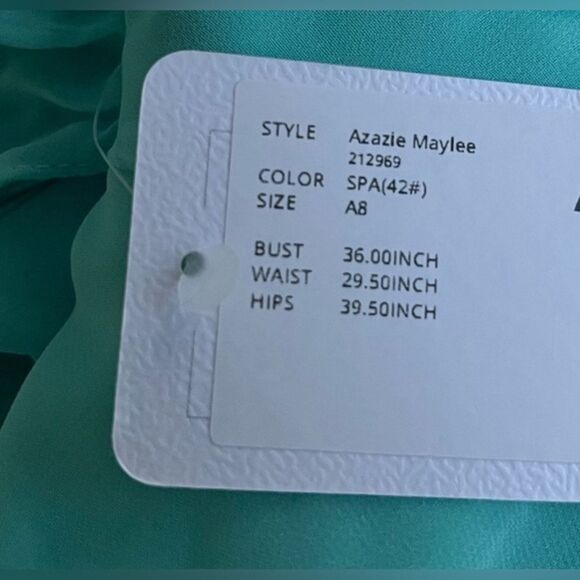 STYLE Azazie Maylee
212969
COLOR SPA(42#)
SIZE A8
BUST 36.00INCH
WAIST 29.50INCH
HIPS 39.50INCH